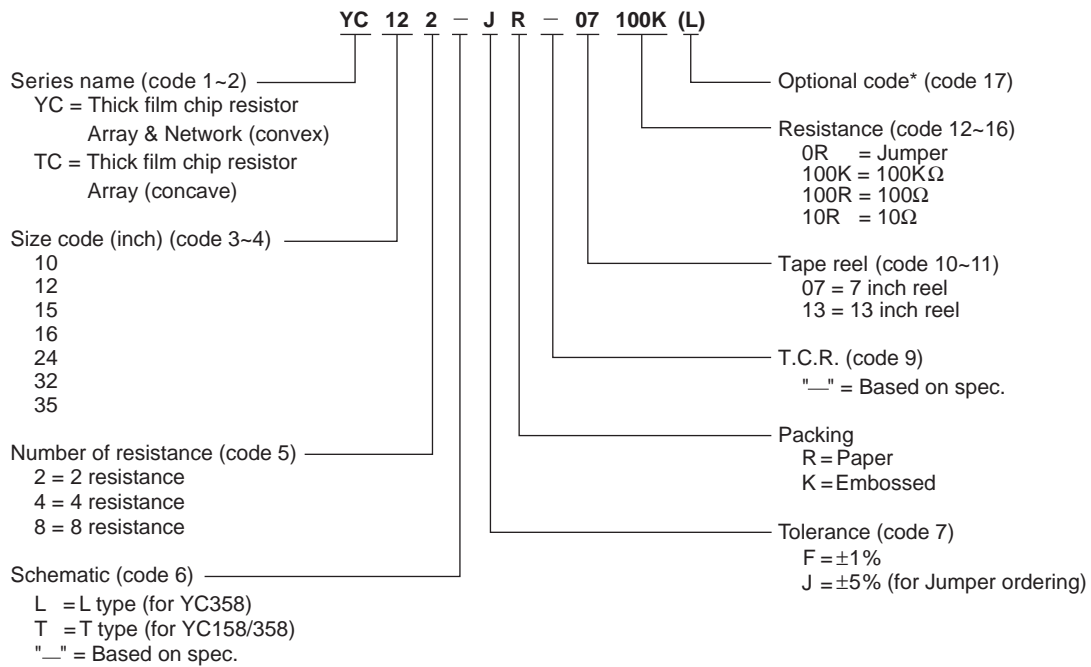 YC 12 2 – J R – 07 100K (L)
Series name (code 1~2)
YC = Thick film chip resistor
Array & Network (convex)
TC = Thick film chip resistor
Array (concave)
Size code (inch) (code 3~4)
10
12
15
16
24
32
35
Number of resistance (code 5)
2 = 2 resistance
4 = 4 resistance
8 = 8 resistance
Schematic (code 6)
L = L type (for YC358)
T = T type (for YC158/358)
"—" = Based on spec.
Optional code* (code 17)
Resistance (code 12~16)
0R = Jumper
100K = 100KΩ
100R = 100Ω
10R = 10Ω
Tape reel (code 10~11)
07 = 7 inch reel
13 = 13 inch reel
T.C.R. (code 9)
"—" = Based on spec.
Packing
R = Paper
K = Embossed
Tolerance (code 7)
F = ±1%
J = ±5% (for Jumper ordering)